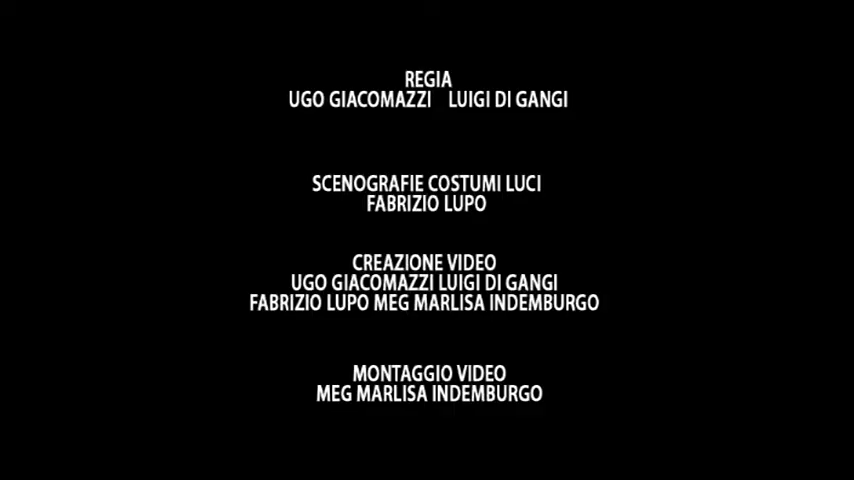 REGIA
UGO GIACOMAZZI LUIGI DI GANGI
SCENOGRAFIE COSTUMI LUCI
FABRIZIO LUPO
CREAZIONE VIDEO
UGO GIACOMAZZI LUIGI DI GANGI
FABRIZIO LUPO MEG MARLISA INDEMBURGO
MONTAGGIO VIDEO
MEG MARLISA INDEMBURGO